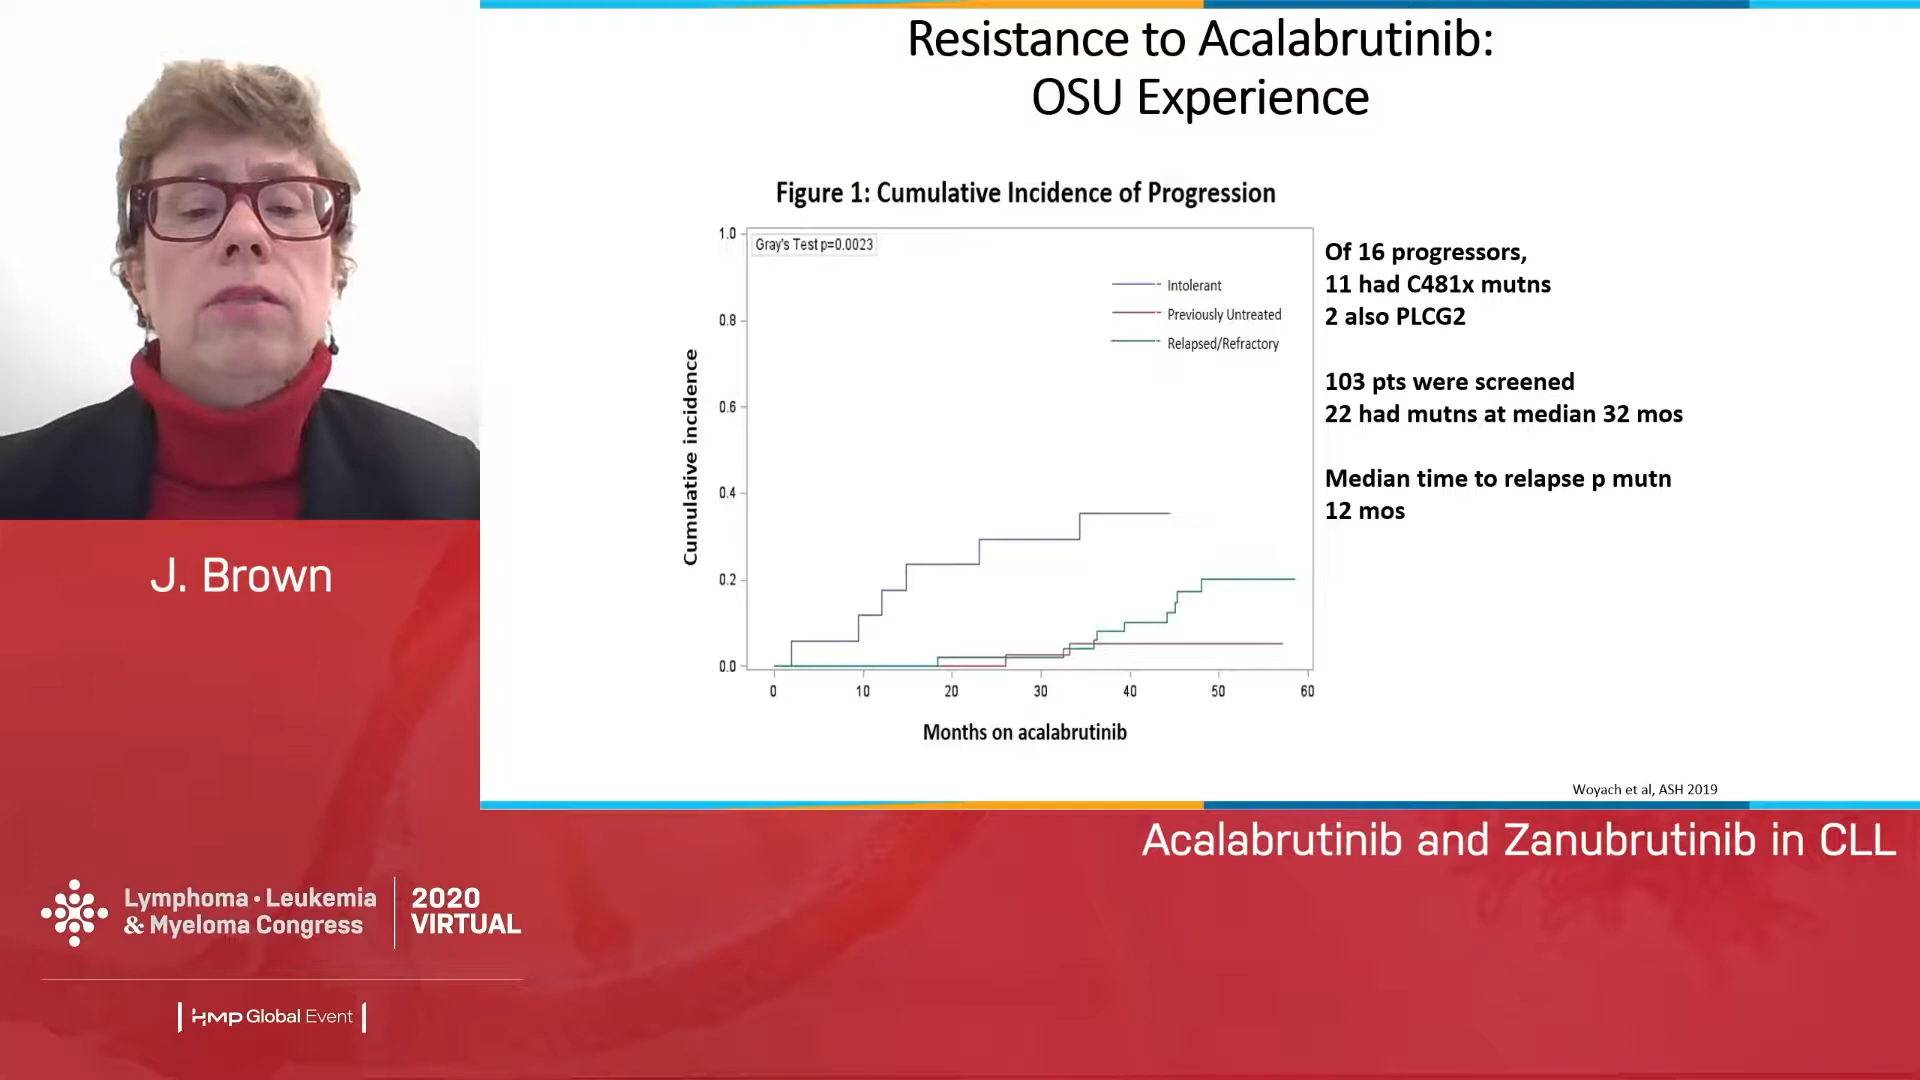 Resistance to Acalabrutinib:
OSU Experience
Figure 1: Cumulative Incidence of Progression
Gray's Test p=0.0023
Intolerant
Previously Untreated
Relapsed/Refractory
Cumulative incidence
1.0
0.8
0.6
0.4
0.2
0.0
0 10 20 30 40 50 60
Months on acalabrutinib
Of 16 progressors,
11 had C481x mutns
2 also PLCG2
103 pts were screened
22 had mutns at median 32 mos
Median time to relapse p mutn
12 mos
Woyach et al, ASH 2019
J. Brown
Acalabrutinib and Zanubrutinib in CLL
Lymphoma • Leukemia
& Myeloma Congress
2020
VIRTUAL
HMP Global Event